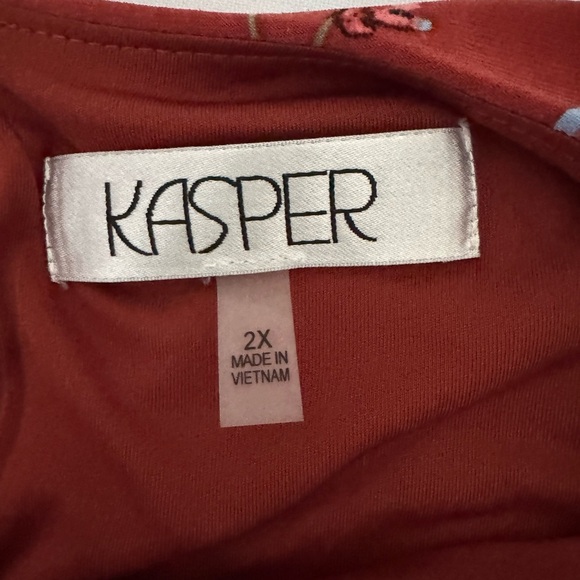 KASPER
2X
MADE IN
VIETNAM